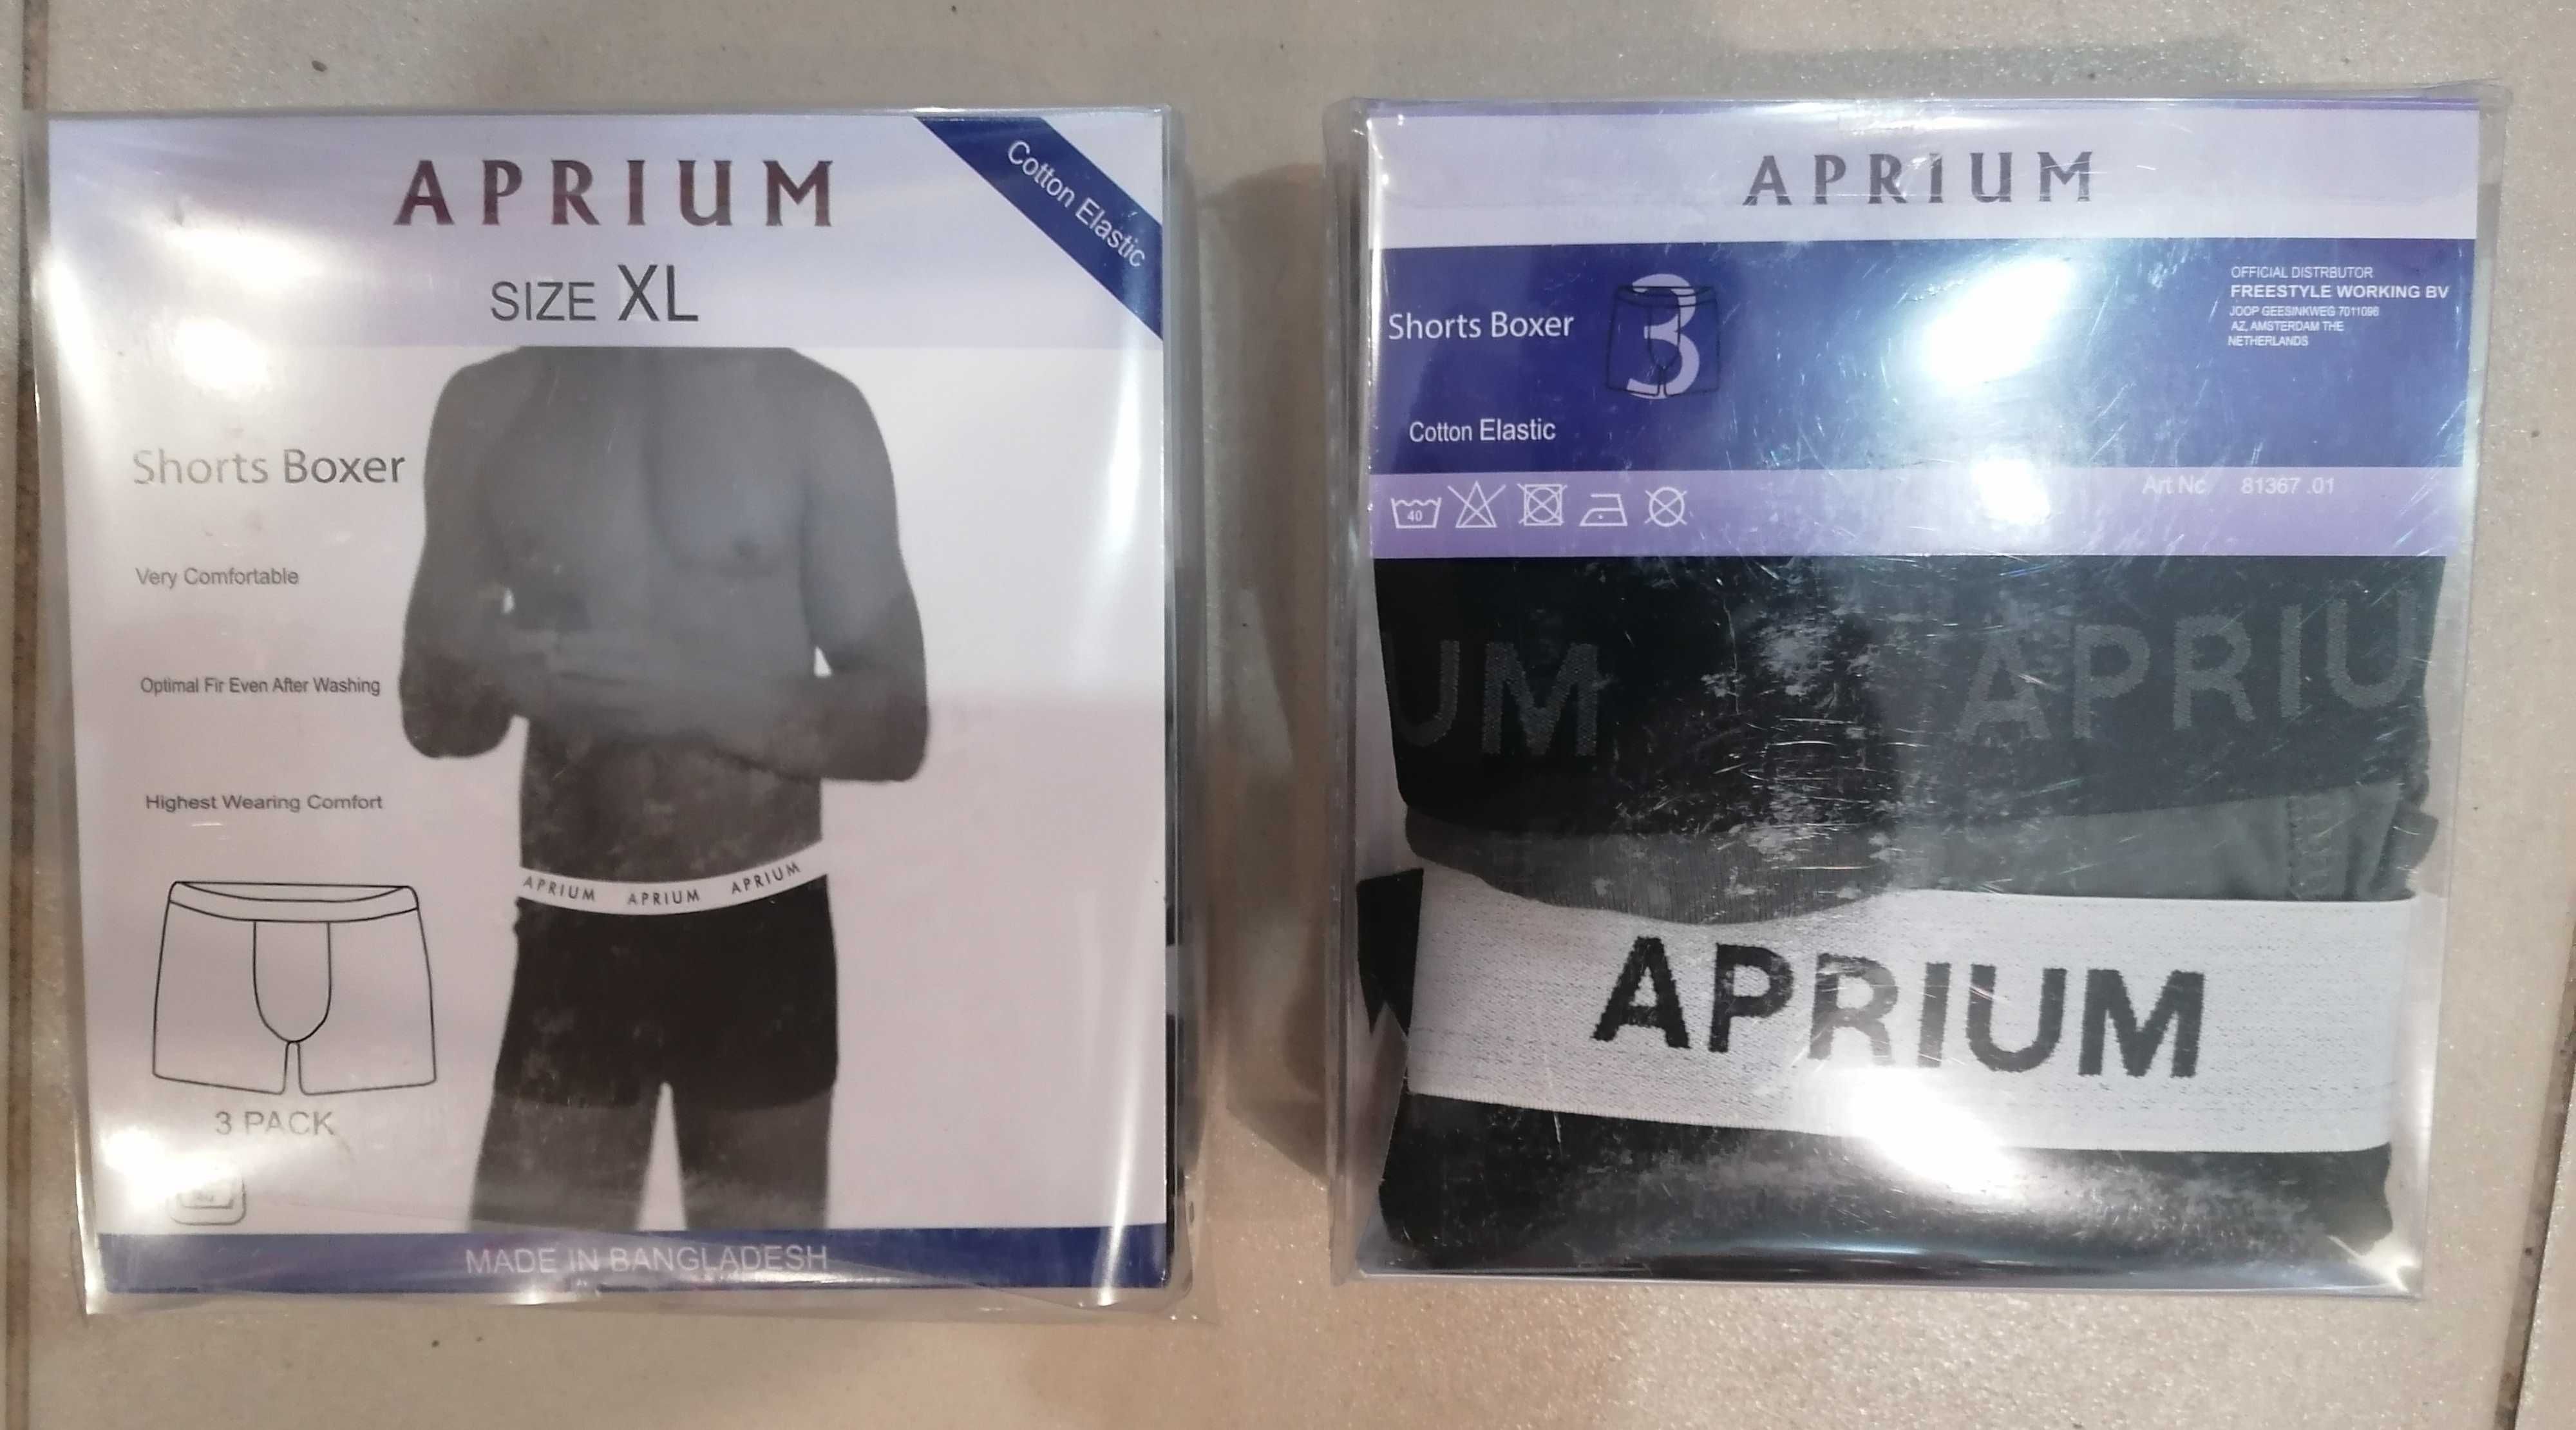 APRIUM
SIZE XL
Cotton Elastic
Shorts Boxer
Very Comfortable
Optimal Fir Even After Washing
Highest Wearing Comfort
APRIUM APRIUM APRIUM
3 PACK
MADE IN BANGLADESH
APRIUM
Shorts Boxer
3
Cotton Elastic
OFFICIAL DISTRBUTOR
FREESTYLE WORKING BV
JOOP GEESINKWEG 7011096
AZ, AMSTERDAM THE
NETHERLANDS
40
Art Nc 81367 .01
UM APRIU
APRIUM